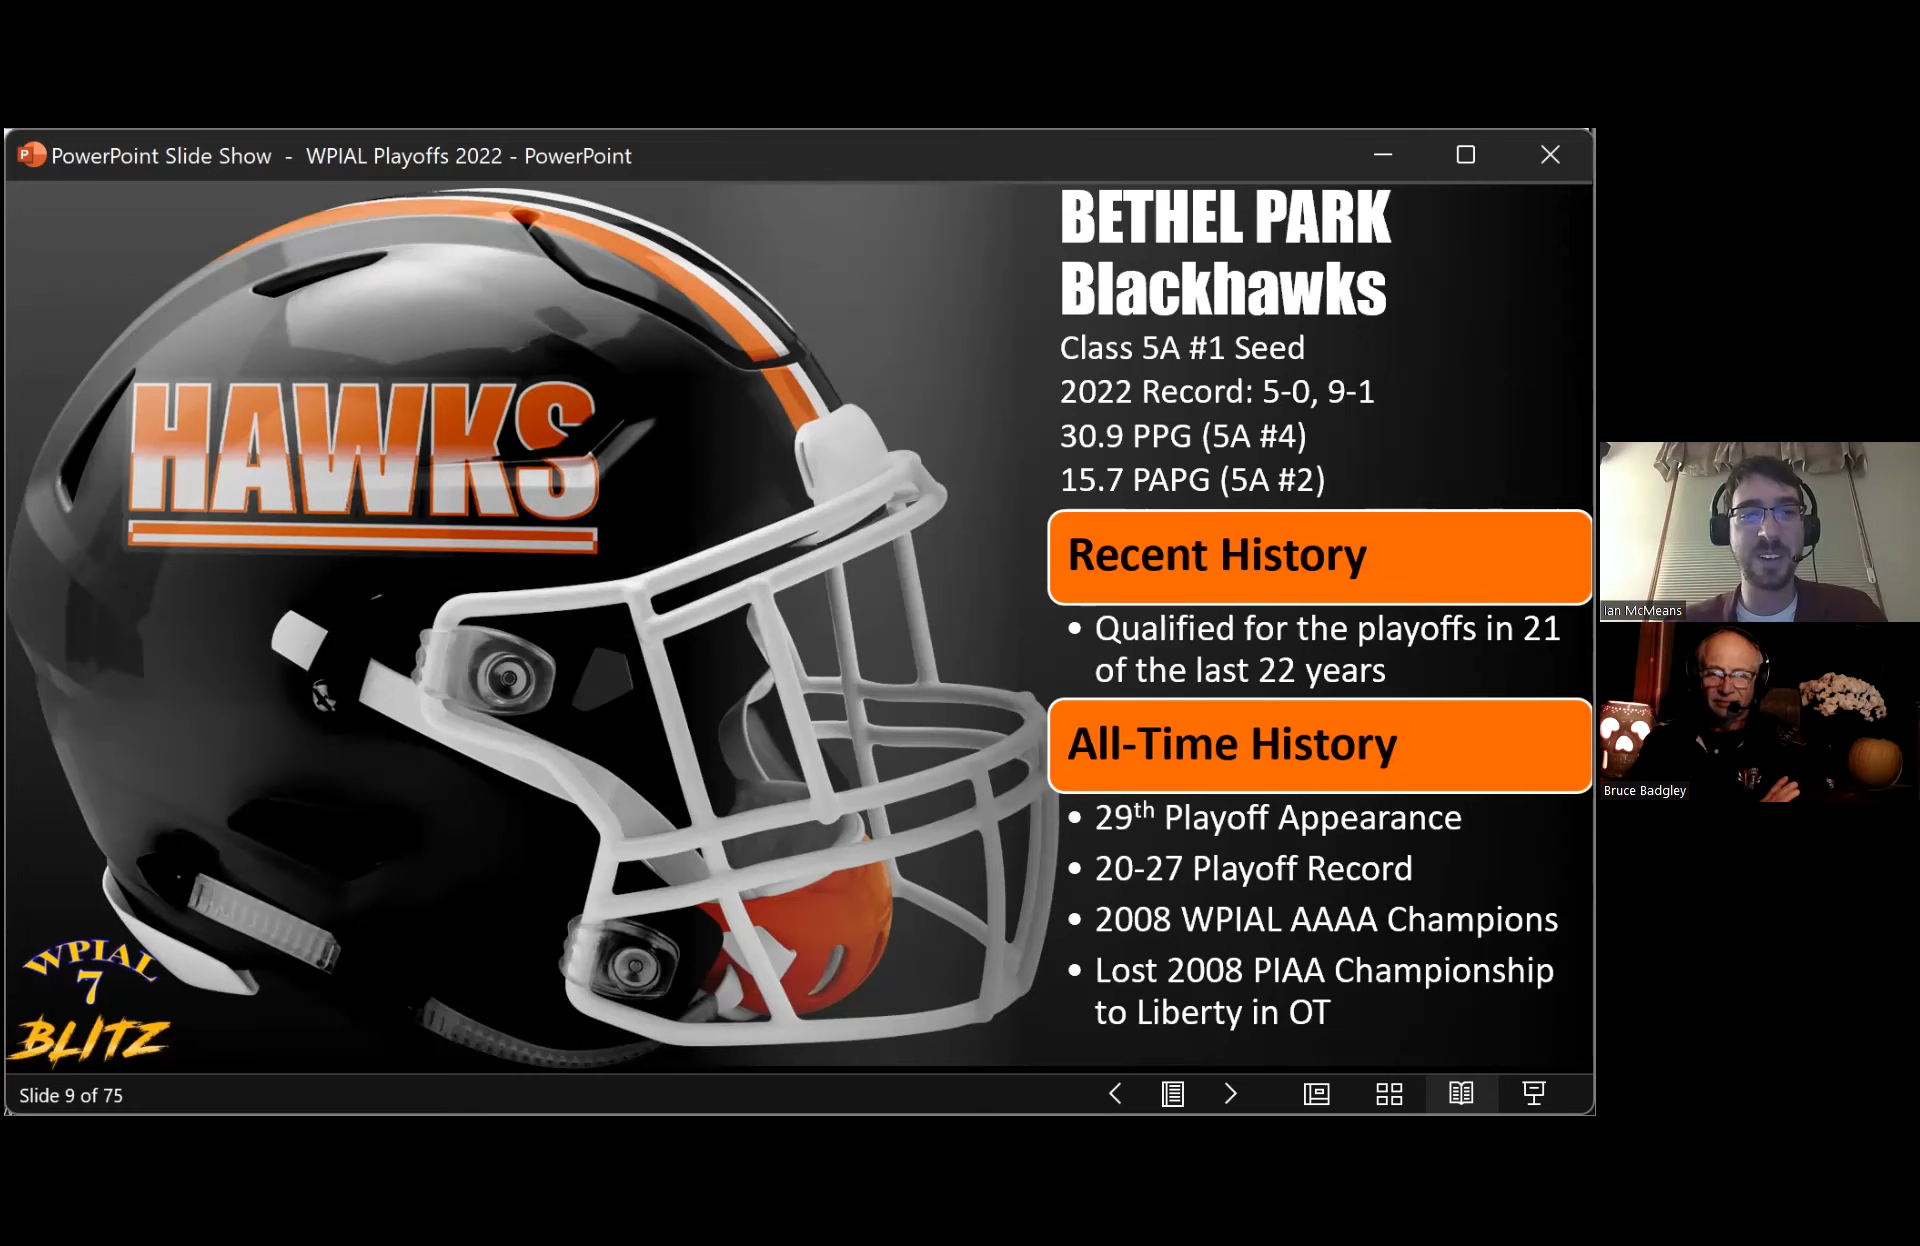 PowerPoint Slide Show - WPIAL Playoffs 2022 - PowerPoint
BETHEL PARK
Blackhawks
Class 5A #1 Seed
2022 Record: 5-0, 9-1
30.9 PPG (5A #4)
15.7 PAPG (5A #2)
Recent History
• Qualified for the playoffs in 21
of the last 22 years
All-Time History
• 29th Playoff Appearance
• 20-27 Playoff Record
• 2008 WPIAL AAAA Champions
• Lost 2008 PIAA Championship
to Liberty in OT
HAWKS
WPIAL
7
BLITZ
Slide 9 of 75
Ian McMeans
Bruce Badgley